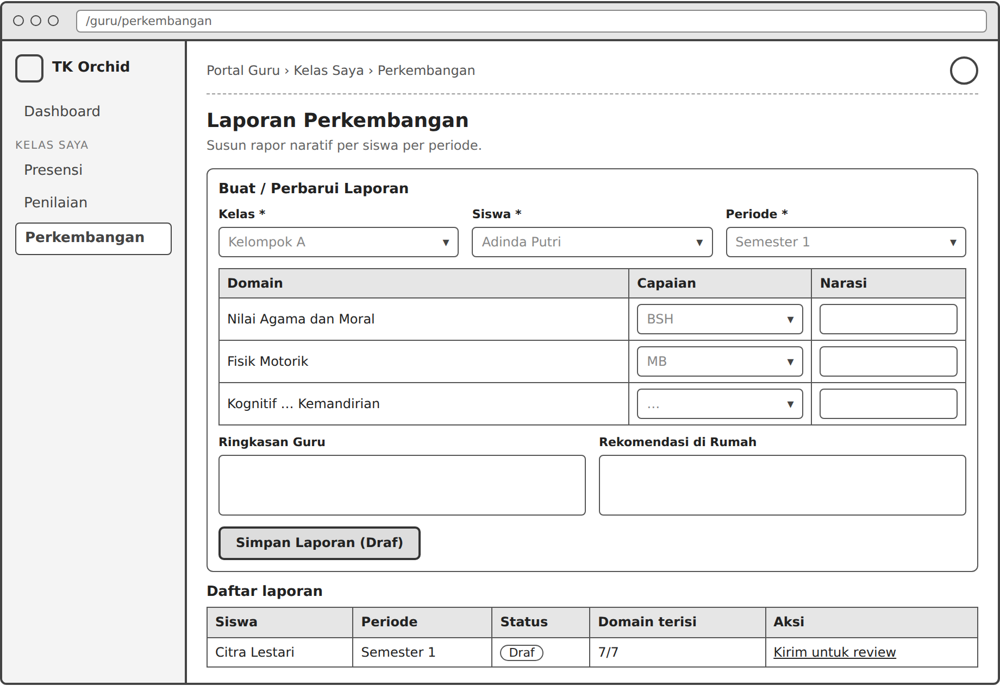 /guru/perkembangan
TK Orchid
Dashboard
KELAS SAYA
Presensi
Penilaian
Perkembangan
Portal Guru › Kelas Saya › Perkembangan
Laporan Perkembangan
Susun rapor naratif per siswa per periode.
Buat / Perbarui Laporan
Kelas * Siswa * Periode *
Kelompok A ▼ Adinda Putri ▼ Semester 1 ▼
Domain Capaian Narasi
Nilai Agama dan Moral BSH ▼
Fisik Motorik MB ▼
Kognitif ... Kemandirian ... ▼
Ringkasan Guru Rekomendasi di Rumah
Simpan Laporan (Draf)
Daftar laporan
Siswa Periode Status Domain terisi Aksi
Citra Lestari Semester 1 Draf 7/7 Kirim untuk review